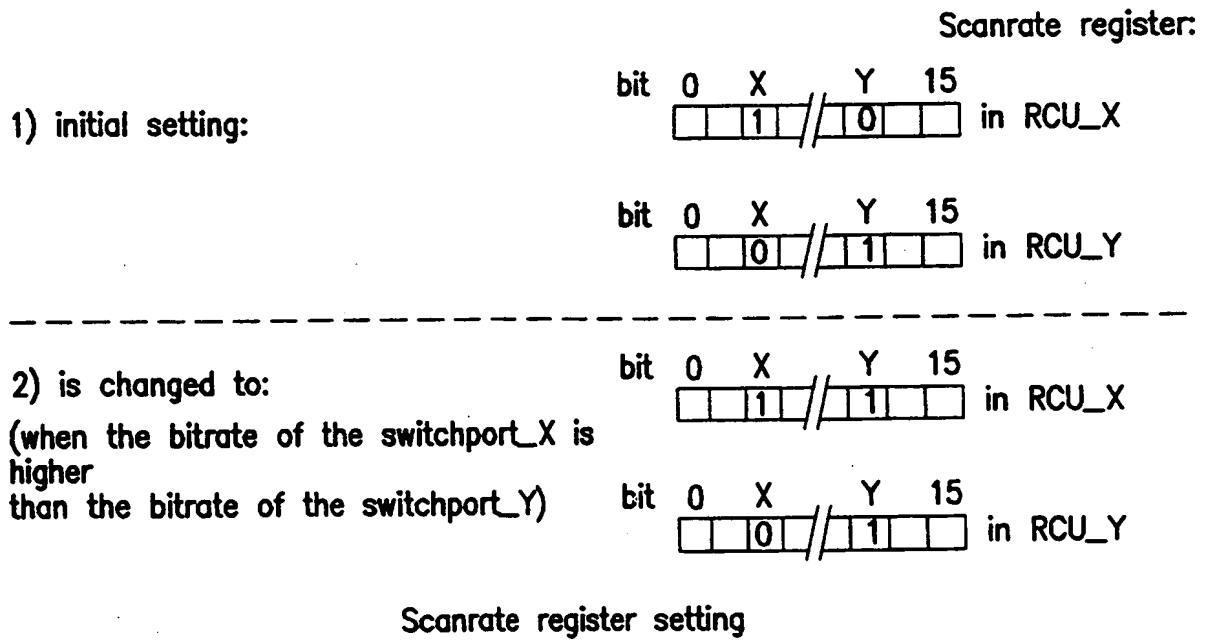 Scanrate register:
bit 0 X Y 15
1) initial setting:
1 0 in RCU_X
bit 0 X Y 15
0 1 in RCU_Y
2) is changed to:
bit 0 X Y 15
1 1 in RCU_X
(when the bitrate of the switchport_X is
higher
than the bitrate of the switchport_Y)
bit 0 X Y 15
0 1 in RCU_Y
Scanrate register setting